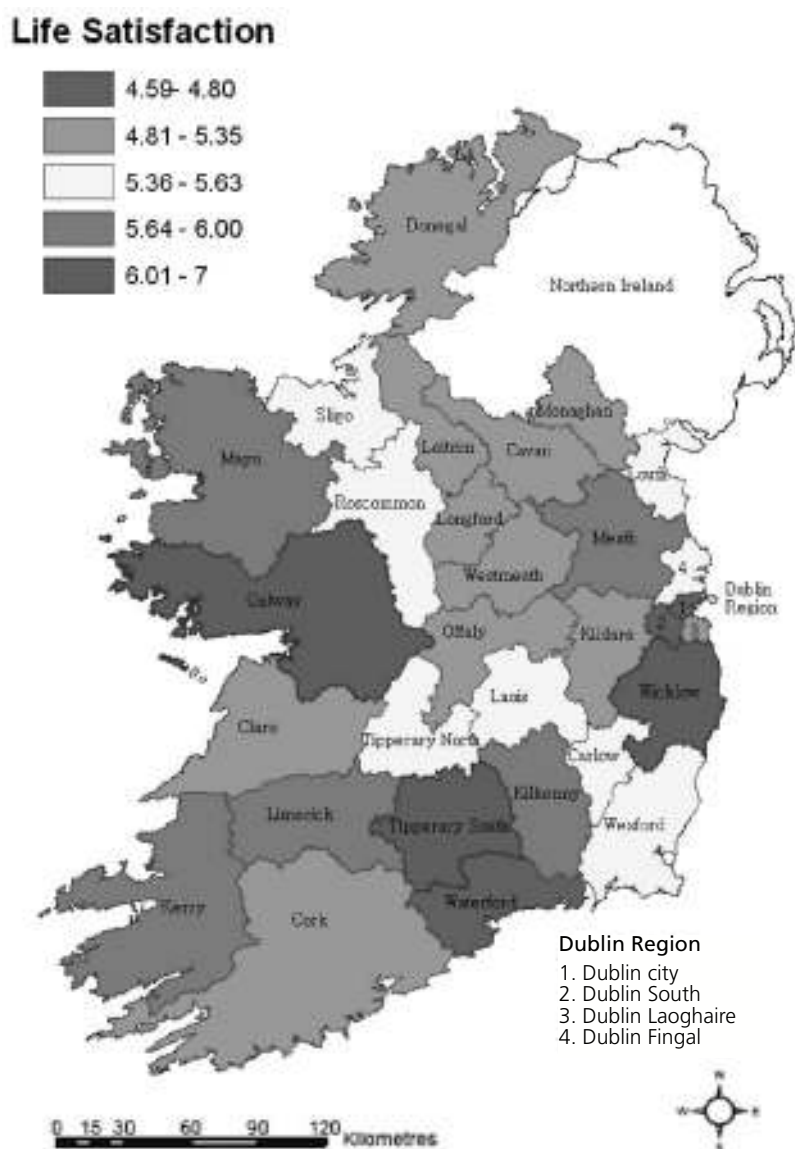 Life Satisfaction
4.59- 4.80
4.81 - 5.35
5.36 - 5.63
5.64 - 6.00
6.01 - 7
Donegal
Northern Ireland
Monaghan
Sligo
Leitrim
Cavan
Louth
Mayo
Roscommon
Longford
Meath
Westmeath
4
Dublin
Region
1
2
3
Galway
Offaly
Kildare
Wicklow
Laois
Clare
Tipperary North
Carlow
Kilkenny
Limerick
Tipperary South
Wexford
Waterford
Kerry
Cork
Dublin Region
1. Dublin city
2. Dublin South
3. Dublin Laoghaire
4. Dublin Fingal
N
W E
S
0 15 30 60 90 120
Kilometres